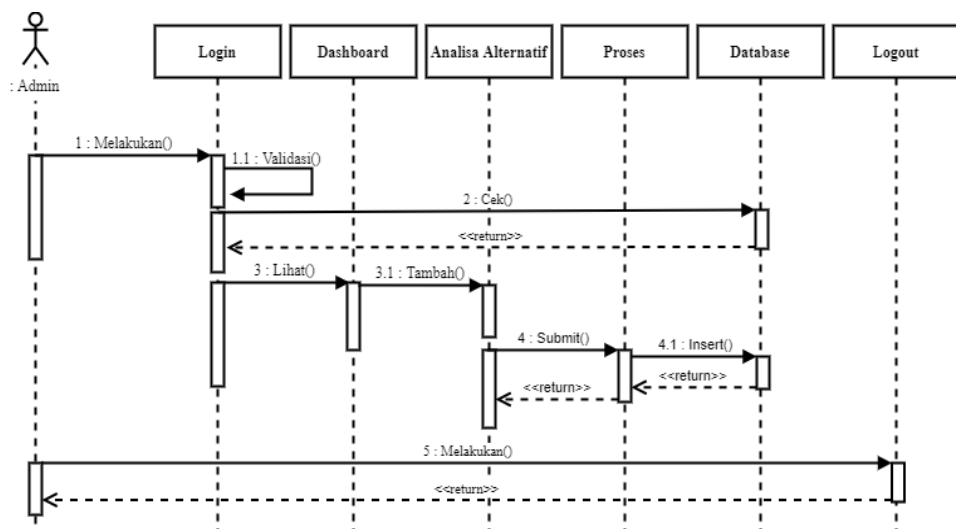 : Admin
Login
Dashboard
Analisa Alternatif
Proses
Database
Logout
1 : Melakukan()
1.1 : Validasi()
2 : Cek()
<<return>>
3 : Lihat()
3.1 : Tambah()
4 : Submit()
4.1 : Insert()
<<return>>
<<return>>
5 : Melakukan()
<<return>>